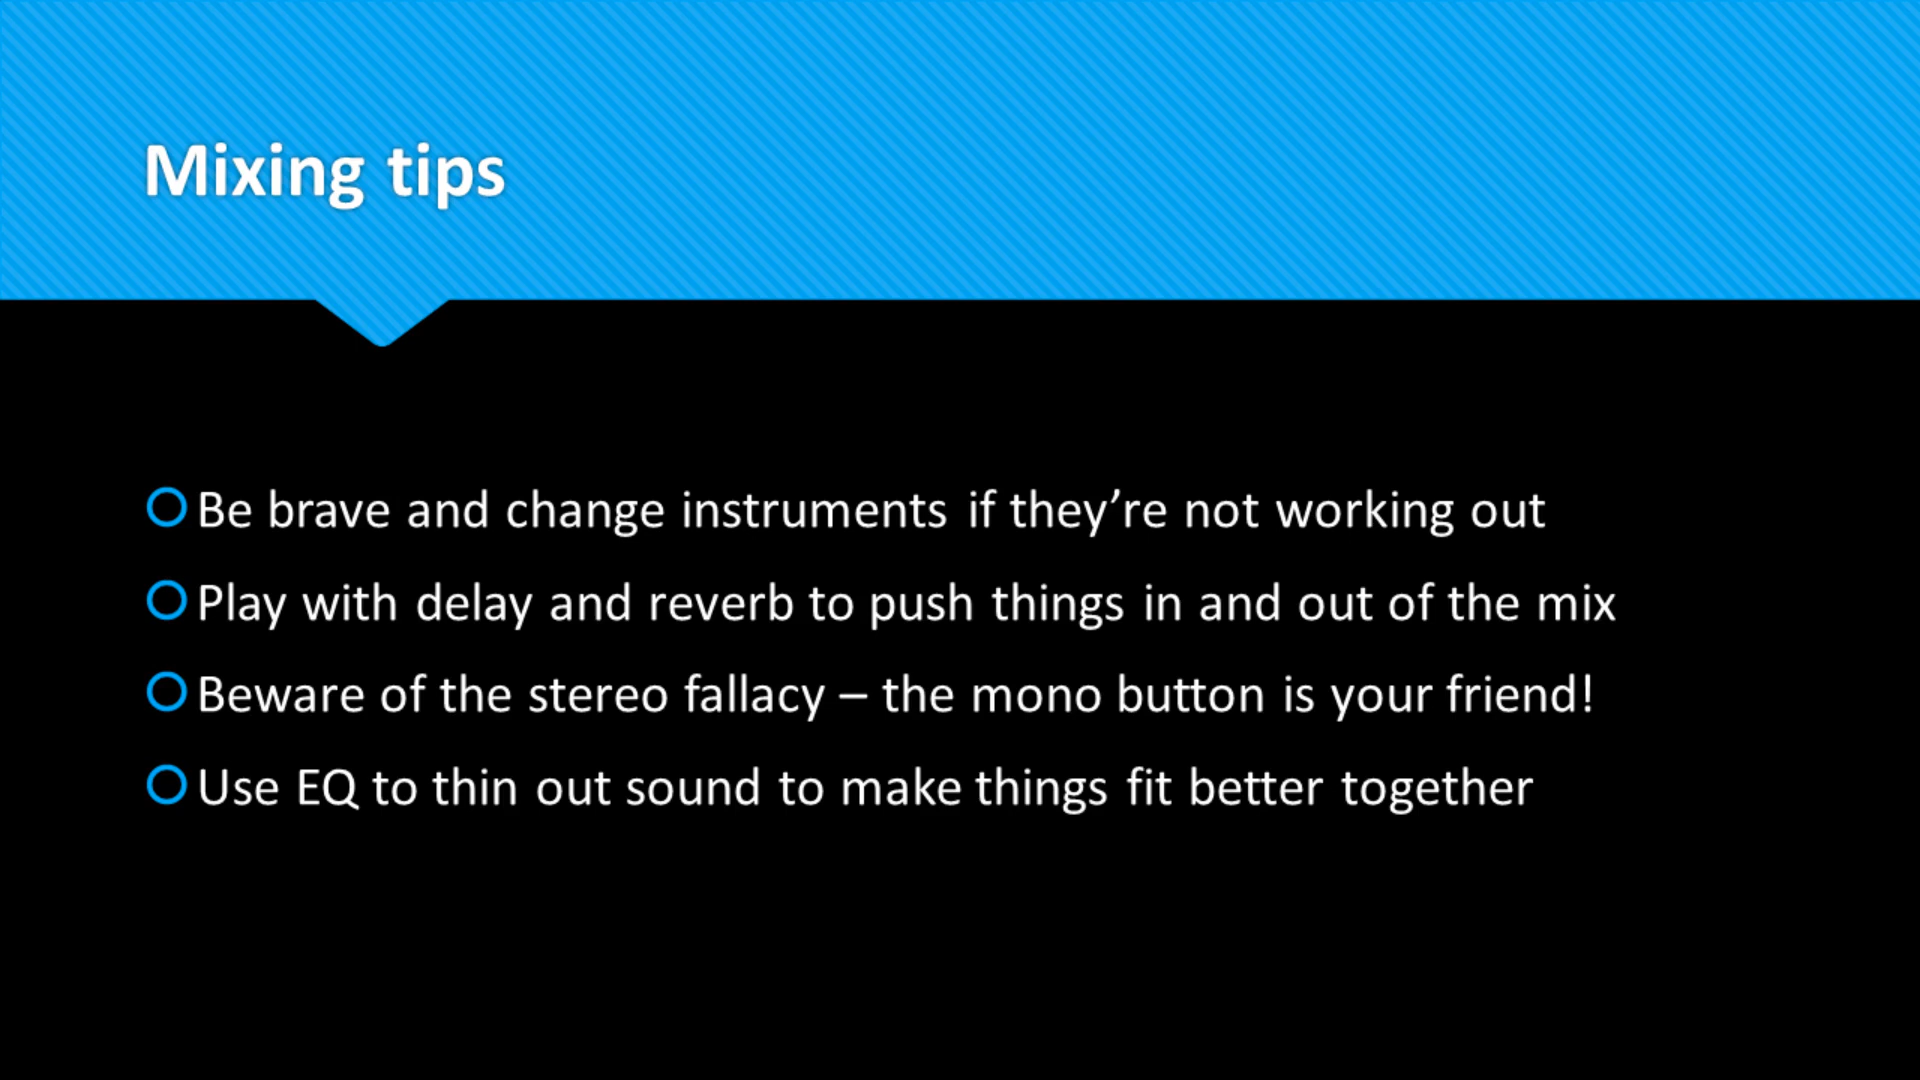 Mixing tips
Be brave and change instruments if they’re not working out
Play with delay and reverb to push things in and out of the mix
Beware of the stereo fallacy – the mono button is your friend!
Use EQ to thin out sound to make things fit better together